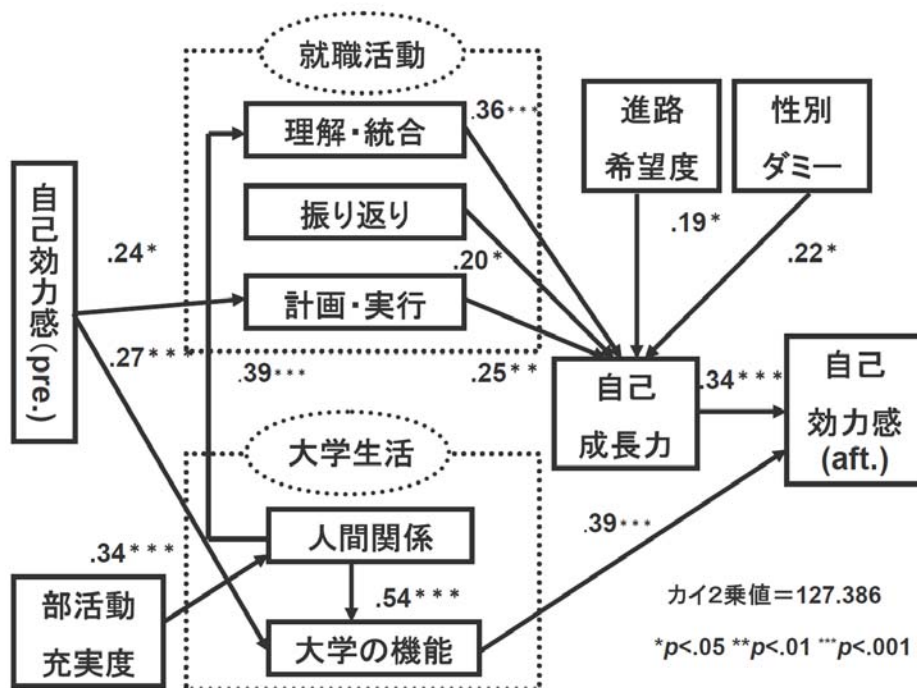 就職活動
理解・統合
振り返り
計画・実行
.36***
.20*
.25**
進路
希望度
性別
ダミー
.19*
.22*
自己効力感(pre.)
.24*
.27***
.39***
自己
成長力
.34***
自己
効力感
(aft.)
大学生活
人間関係
.54***
大学の機能
.34***
部活動
充実度
.39***
カイ2乗値=127.386
*p<.05 **p<.01 ***p<.001